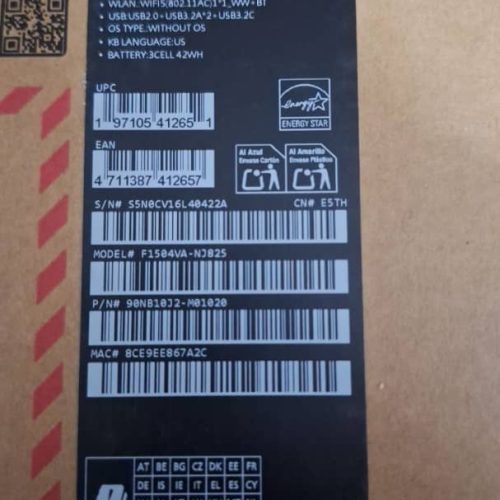 • WLAN:WIFI5(802.11AC)1*1_WW+BT
• USB:USB2.0+USB3.2A*2+USB3.2C
• OS TYPE:WITHOUT OS
• KB LANGUAGE:US
• BATTERY:3CELL 42WH
UPC
1 97105 41265 1
energy
ENERGY STAR
EAN
4 711387 412657
Al Azul
Envase Cartón
Al Amarillo
Envase Plástico
S/N# S5N0CV16L40422A
CN# E5TH
MODEL# F1504VA-NJ825
P/N# 90NB10J2-M01020
MAC# 8CE9EE867A2C
AT BE BG CZ DK EE FR
DE IS IE IT EL ES CY